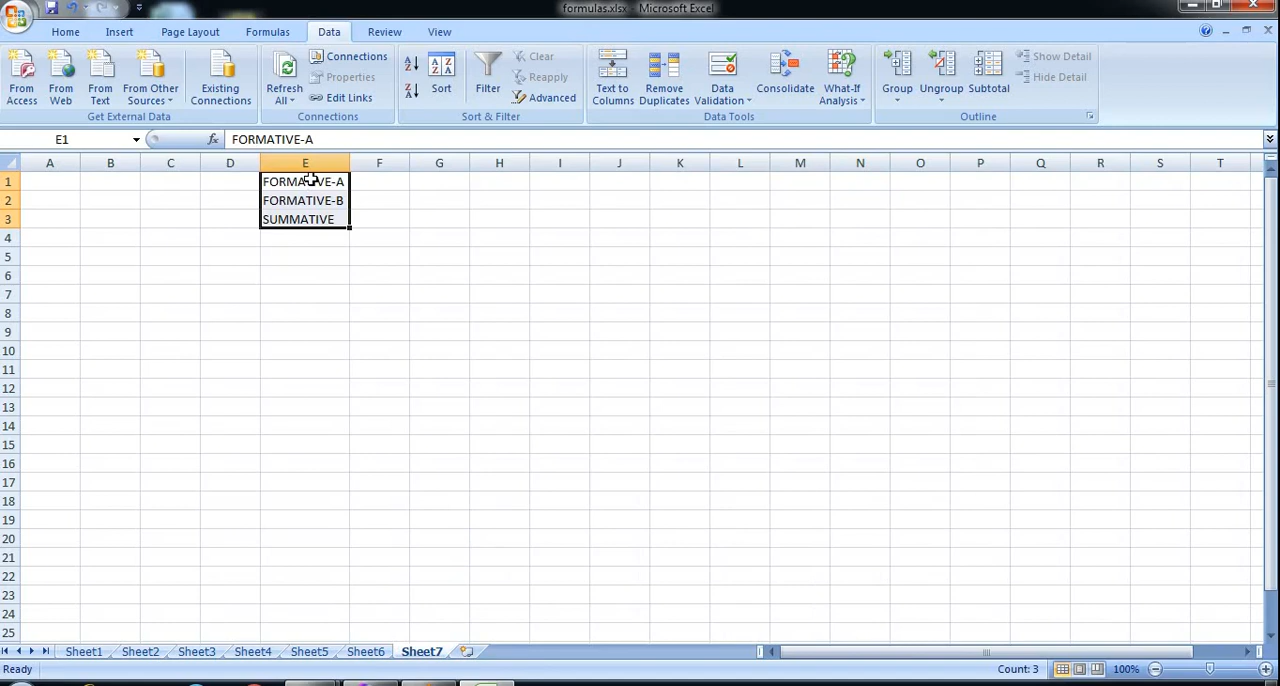 formulas.xlsx - Microsoft Excel
Home Insert Page Layout Formulas Data Review View
From Access
From Web
From Text
From Other Sources
Existing Connections
Get External Data
Refresh All
Connections
Properties
Edit Links
Connections
Sort
Filter
Clear
Reapply
Advanced
Sort & Filter
Text to Columns
Remove Duplicates
Data Validation
Consolidate
What-If Analysis
Data Tools
Group
Ungroup
Subtotal
Show Detail
Hide Detail
Outline
E1 fx FORMATIVE-A
A B C D E F G H I J K L M N O P Q R S T
1 FORMATIVE-A
2 FORMATIVE-B
3 SUMMATIVE
4
5
6
7
8
9
10
11
12
13
14
15
16
17
18
19
20
21
22
23
24
25
Sheet1 Sheet2 Sheet3 Sheet4 Sheet5 Sheet6 Sheet7
Ready Count: 3 100%